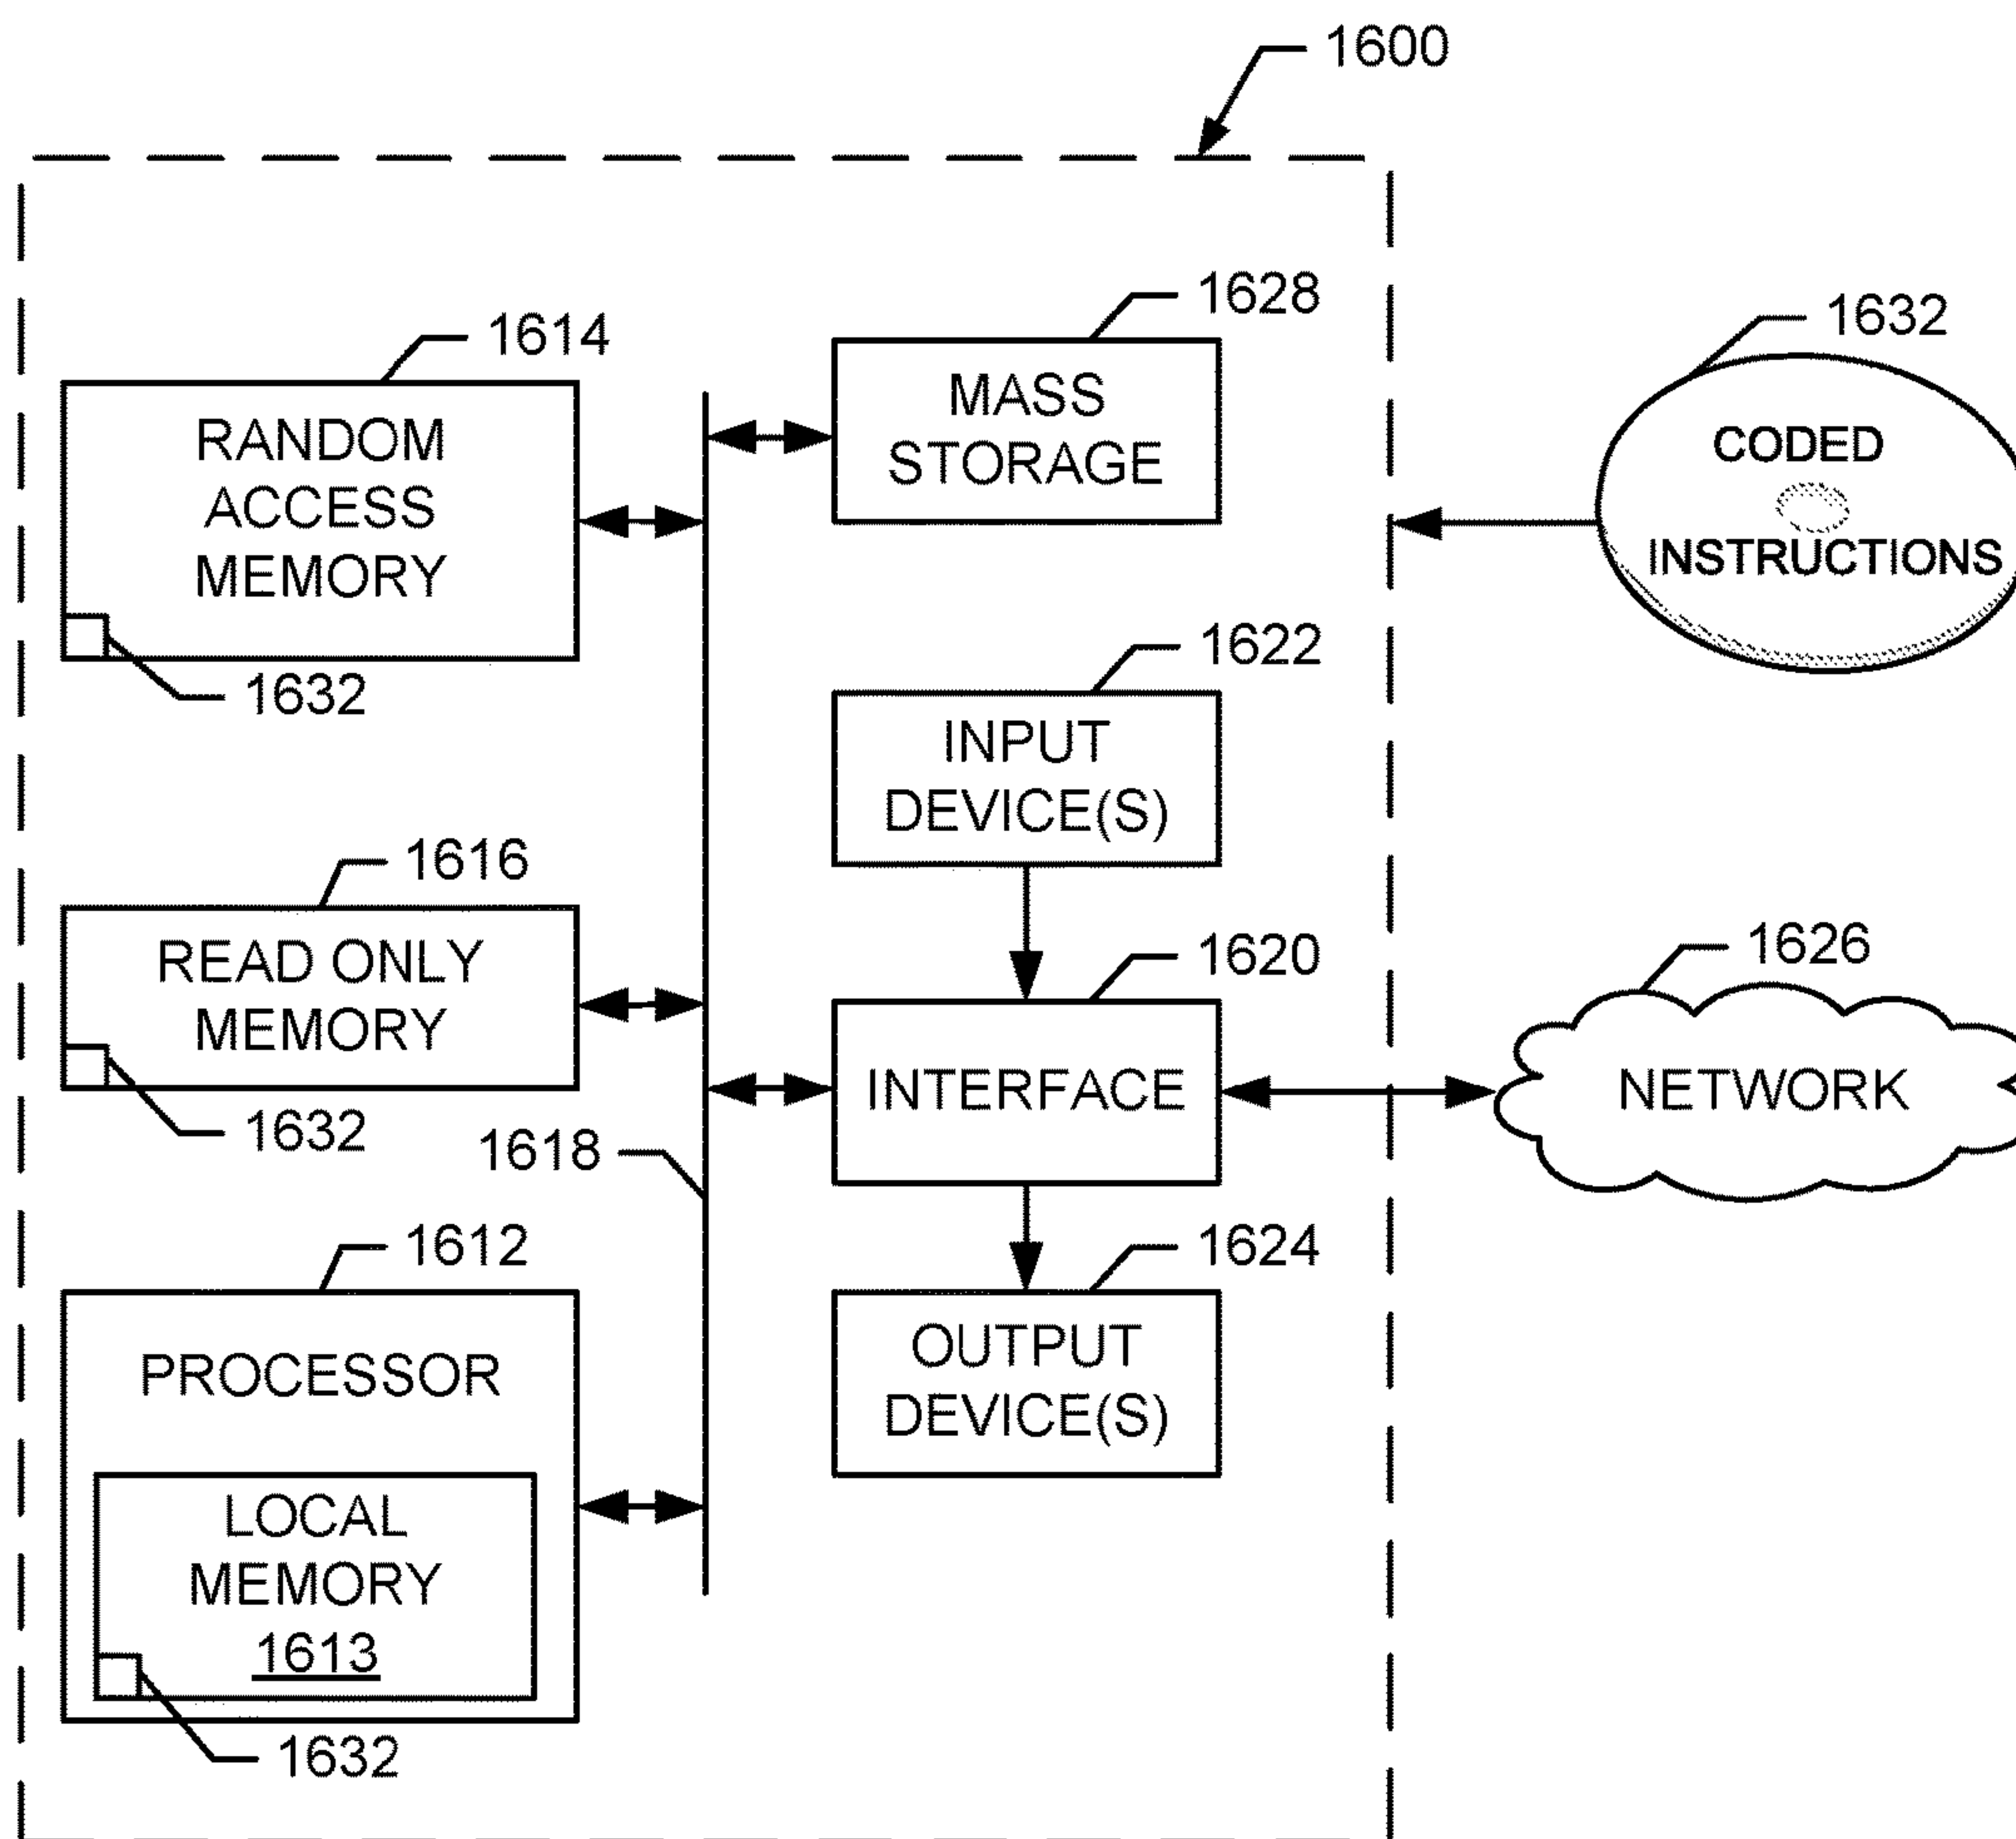 1600
1614
RANDOM
ACCESS
MEMORY
1632
1628
MASS
STORAGE
1632
CODED
INSTRUCTIONS
1622
INPUT
DEVICE(S)
1616
READ ONLY
MEMORY
1632
1618
1620
INTERFACE
1626
NETWORK
1612
PROCESSOR
LOCAL
MEMORY
1613
1632
1624
OUTPUT
DEVICE(S)